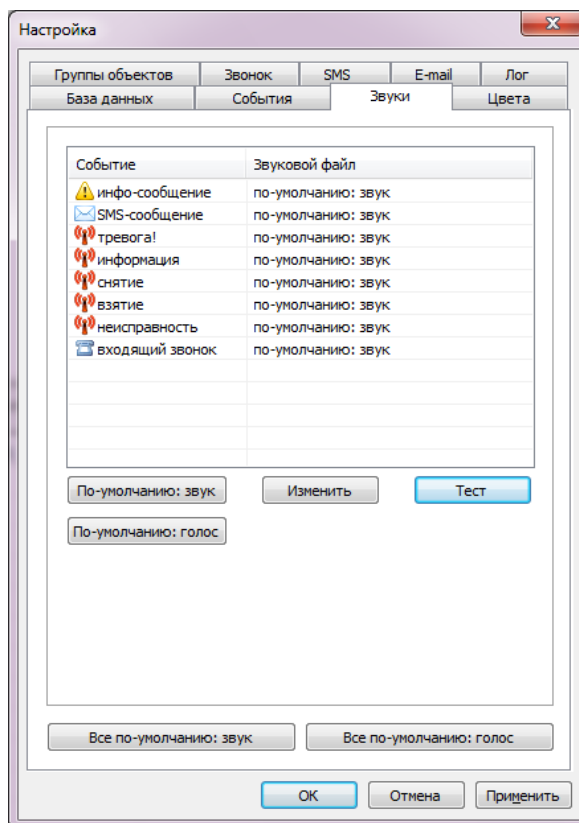 Настройка
Группы объектов Звонок SMS E-mail Лог
База данных События Звуки Цвета
Событие Звуковой файл
инфо-сообщение по-умолчанию: звук
SMS-сообщение по-умолчанию: звук
тревога! по-умолчанию: звук
информация по-умолчанию: звук
снятие по-умолчанию: звук
взятие по-умолчанию: звук
неисправность по-умолчанию: звук
входящий звонок по-умолчанию: звук
По-умолчанию: звук Изменить Тест
По-умолчанию: голос
Все по-умолчанию: звук Все по-умолчанию: голос
OK Отмена Применить